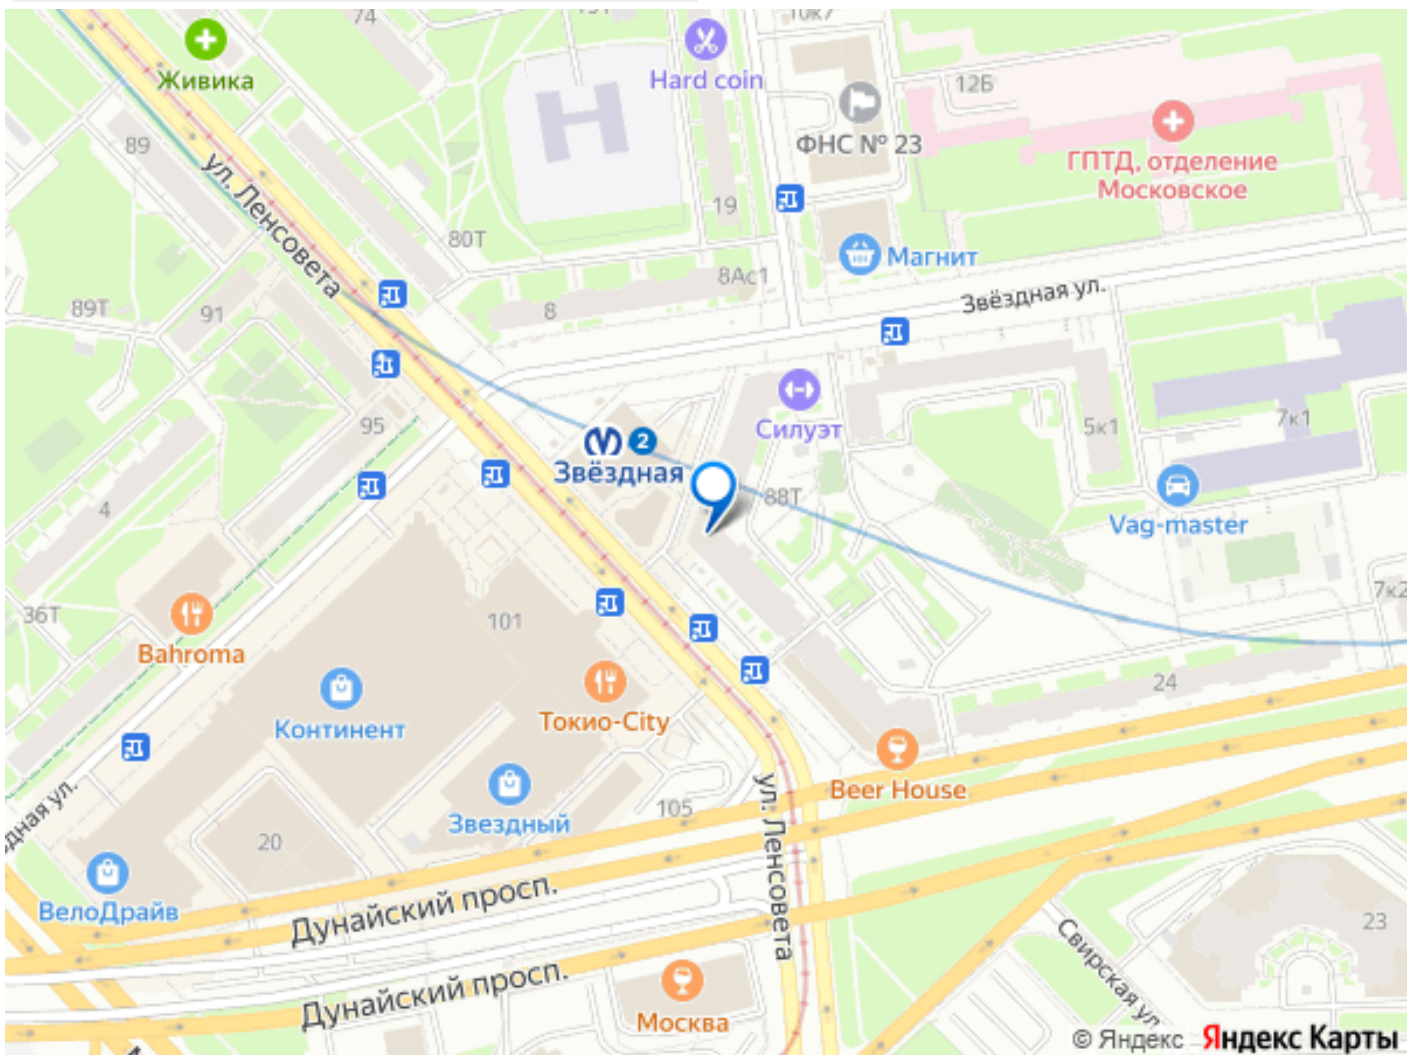 74
10к7
Живика
Hard coin
12Б
ФНС № 23
ГПТД, отделение
Московское
89
ул. Ленсовета
19
80Т
Магнит
8Ас1
Звёздная ул.
89Т
91
8
Силуэт
95
5к1
7к1
2
Звёздная
88Т
4
Vag-master
36Т
101
7к2
Bahroma
Континент
Токио-City
24
Звездный
105
Beer House
ул. Ленсовета
дная ул.
20
ВелоДрайв
Дунайский просп.
23
Свирская ул.
Дунайский просп.
Москва
© Яндекс Яндекс Карты